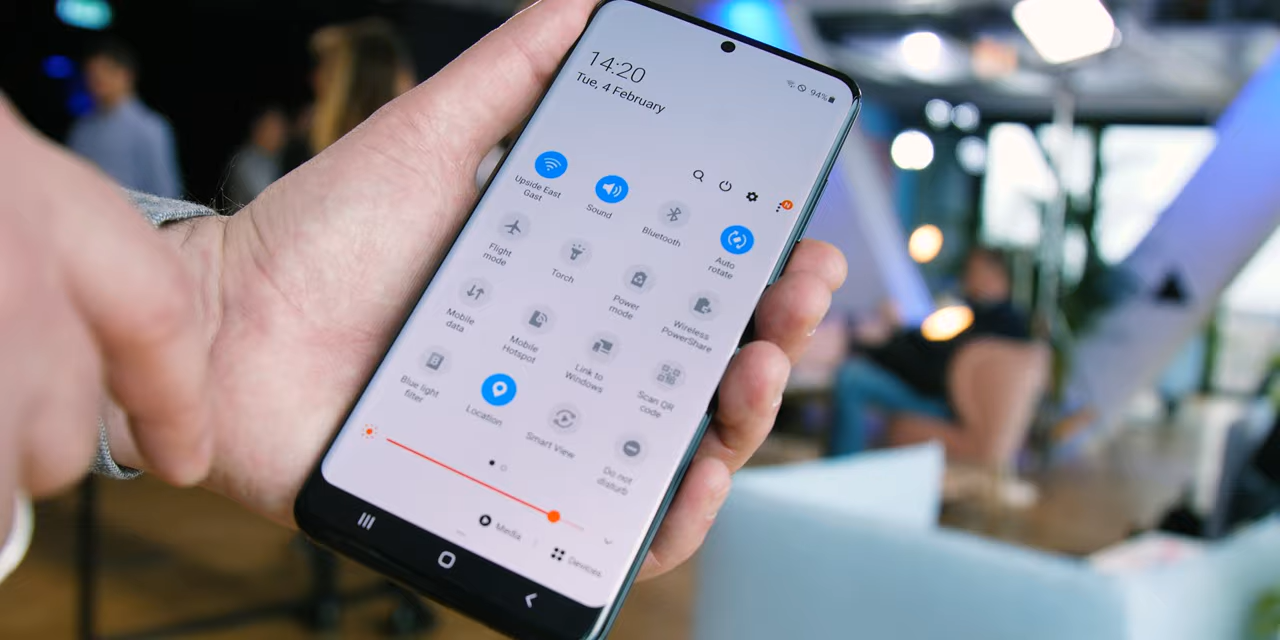 14:20
94%
Tue, 4 February
N
Upside East
Gast
Sound
Bluetooth
Auto
rotate
Flight
mode
Torch
Power
mode
Wireless
PowerShare
Mobile
data
Mobile
Hotspot
Link to
Windows
Scan QR
code
Blue light
filter
Location
Smart View
Do not
disturb
Media
Devices